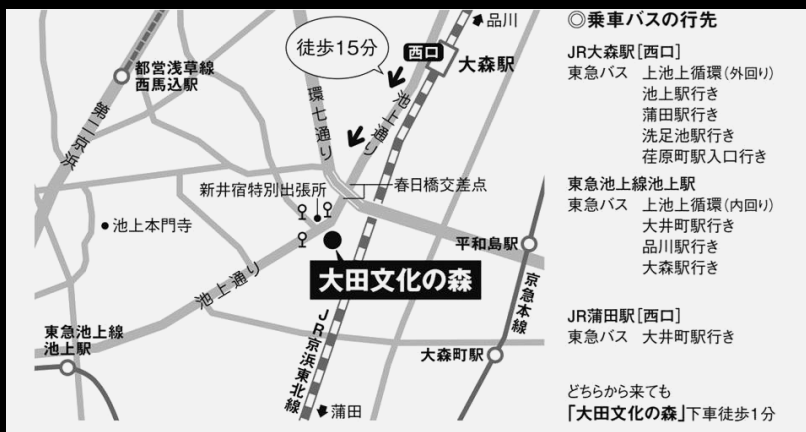 品川
徒歩15分
西口
大森駅
都営浅草線
西馬込駅
環七通り
池上通り
第二京浜
新井宿特別出張所
春日橋交差点
池上本門寺
平和島駅
大田文化の森
池上通り
京急本線
JR京浜東北線
東急池上線
池上駅
大森町駅
蒲田
◎乗車バスの行先
JR大森駅[西口]
東急バス 上池上循環(外回り)
池上駅行き
蒲田駅行き
洗足池駅行き
荏原町駅入口行き
東急池上線池上駅
東急バス 上池上循環(内回り)
大井町駅行き
品川駅行き
大森駅行き
JR蒲田駅[西口]
東急バス 大井町駅行き
どちらから来ても
「大田文化の森」下車徒歩1分